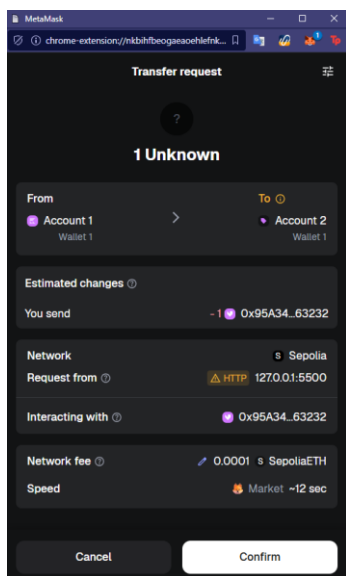 MetaMask
chrome-extension://nkbihfbeogaeaoehlefnk...
1
Transfer request
?
1 Unknown
From To
Account 1 > Account 2
Wallet 1 Wallet 1
Estimated changes
You send - 1 0x95A34...63232
Network S Sepolia
Request from HTTP 127.0.0.1:5500
Interacting with 0x95A34...63232
Network fee 0.0001 S SepoliaETH
Speed Market ~12 sec
Cancel Confirm